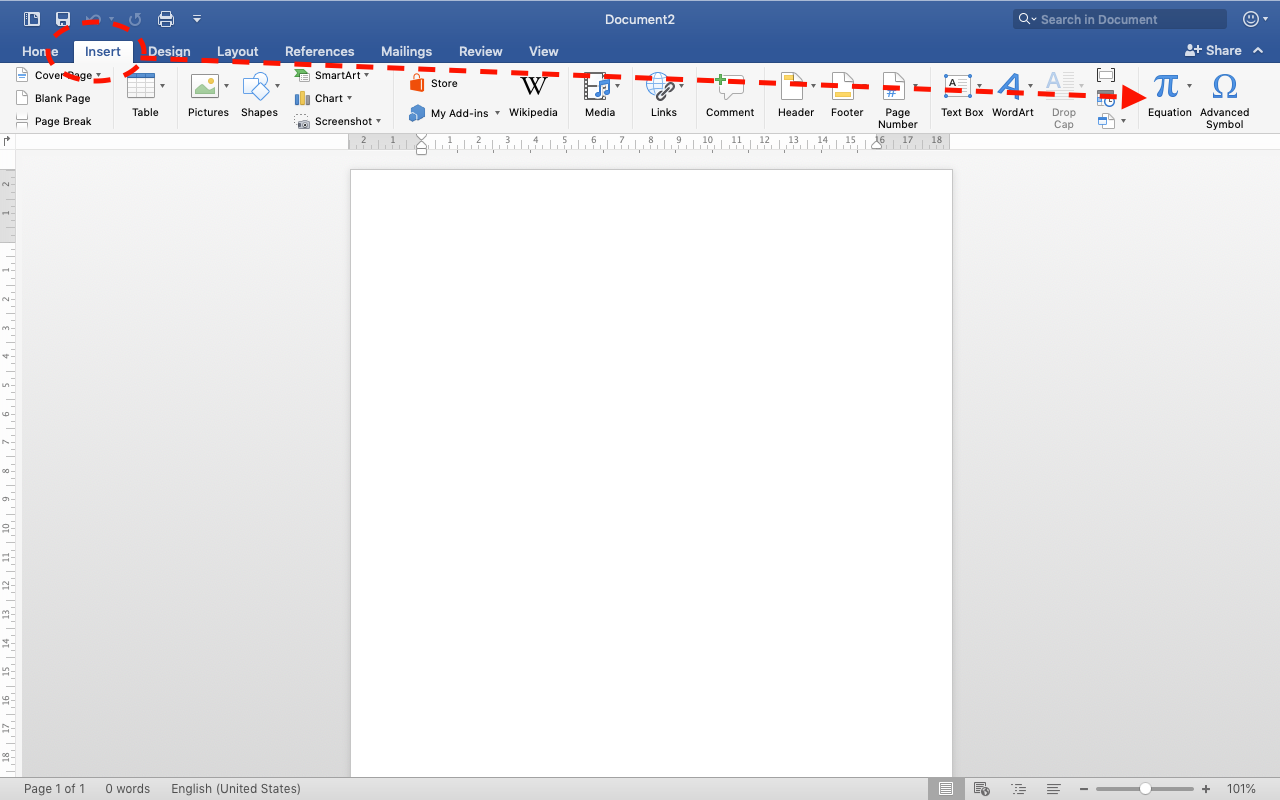 Document2
Search in Document
Home Insert Design Layout References Mailings Review View Share
Cover Page
Blank Page
Page Break
Table
Pictures
Shapes
SmartArt
Chart
Screenshot
Store
My Add-ins
W
Wikipedia
Media
Links
Comment
Header
Footer
#
Page
Number
A
Text Box
A
WordArt
A
Drop
Cap
π
Equation
Ω
Advanced
Symbol
2 1 1 2 3 4 5 6 7 8 9 10 11 12 13 14 15 16 17 18
2
1
1
2
3
4
5
6
7
8
9
10
11
12
13
14
15
16
17
18
Page 1 of 1 0 words English (United States) 101%